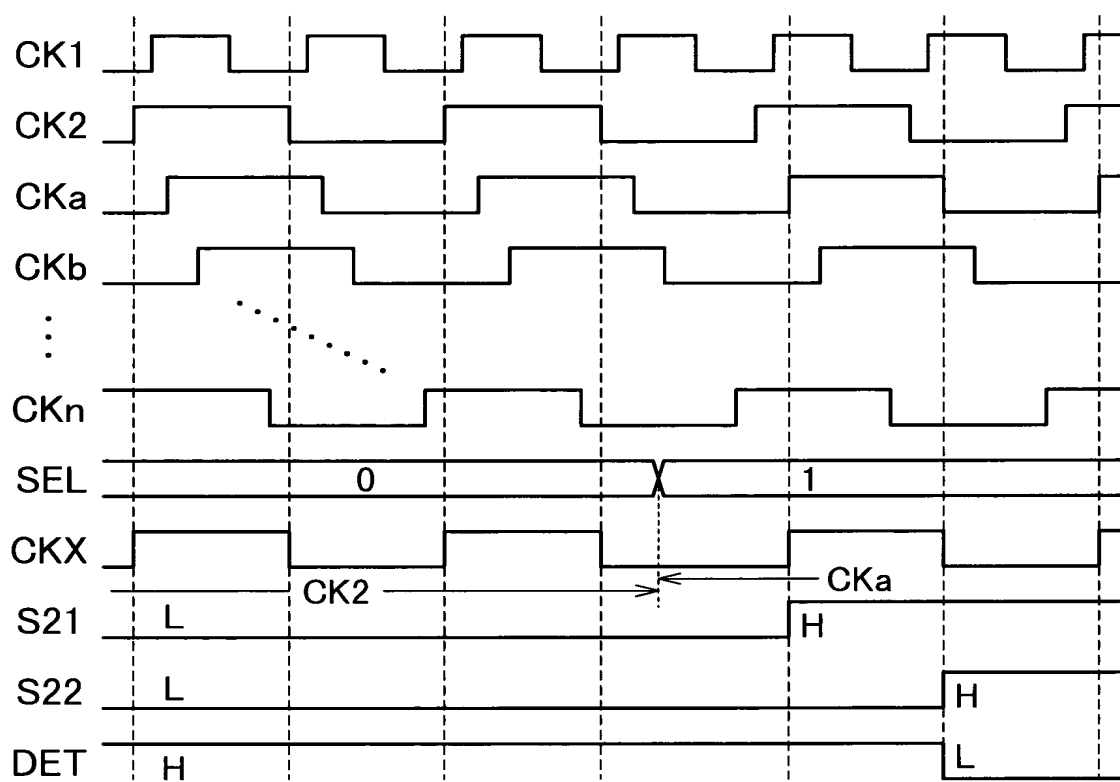 CK1
CK2
CKa
CKb
⋮
CKn
SEL 0 1
CKX
CK2 CKa
S21 L H
S22 L H
DET H L